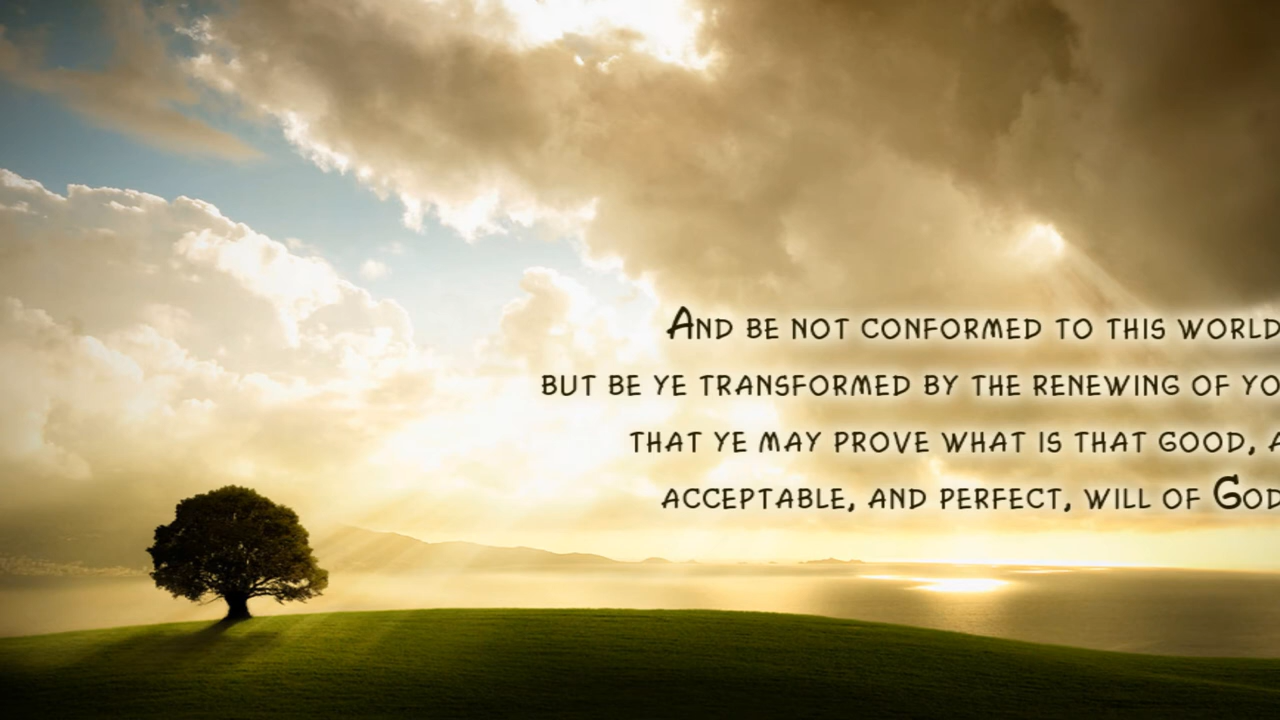 And be not conformed to this world
but be ye transformed by the renewing of yo
that ye may prove what is that good, a
acceptable, and perfect, will of God